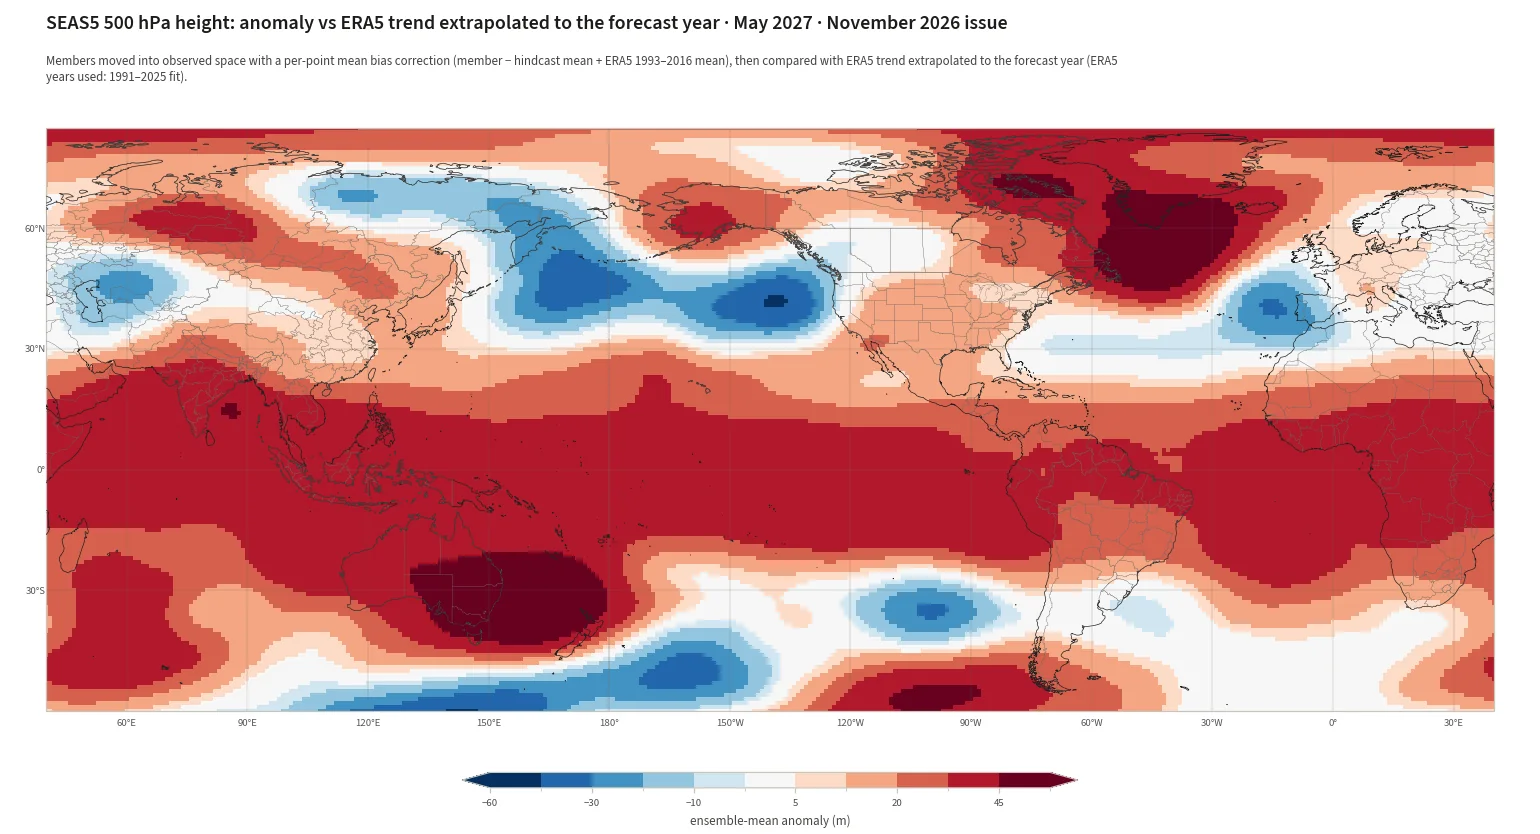 SEAS5 500 hPa height: anomaly vs ERA5 trend extrapolated to the forecast year · May 2027 · November 2026 issue
Members moved into observed space with a per-point mean bias correction (member − hindcast mean + ERA5 1993–2016 mean), then compared with ERA5 trend extrapolated to the forecast year (ERA5
years used: 1991–2025 fit).
60°N
30°N
0°
30°S
60°E 90°E 120°E 150°E 180° 150°W 120°W 90°W 60°W 30°W 0° 30°E
−60 −30 −10 5 20 45
ensemble-mean anomaly (m)